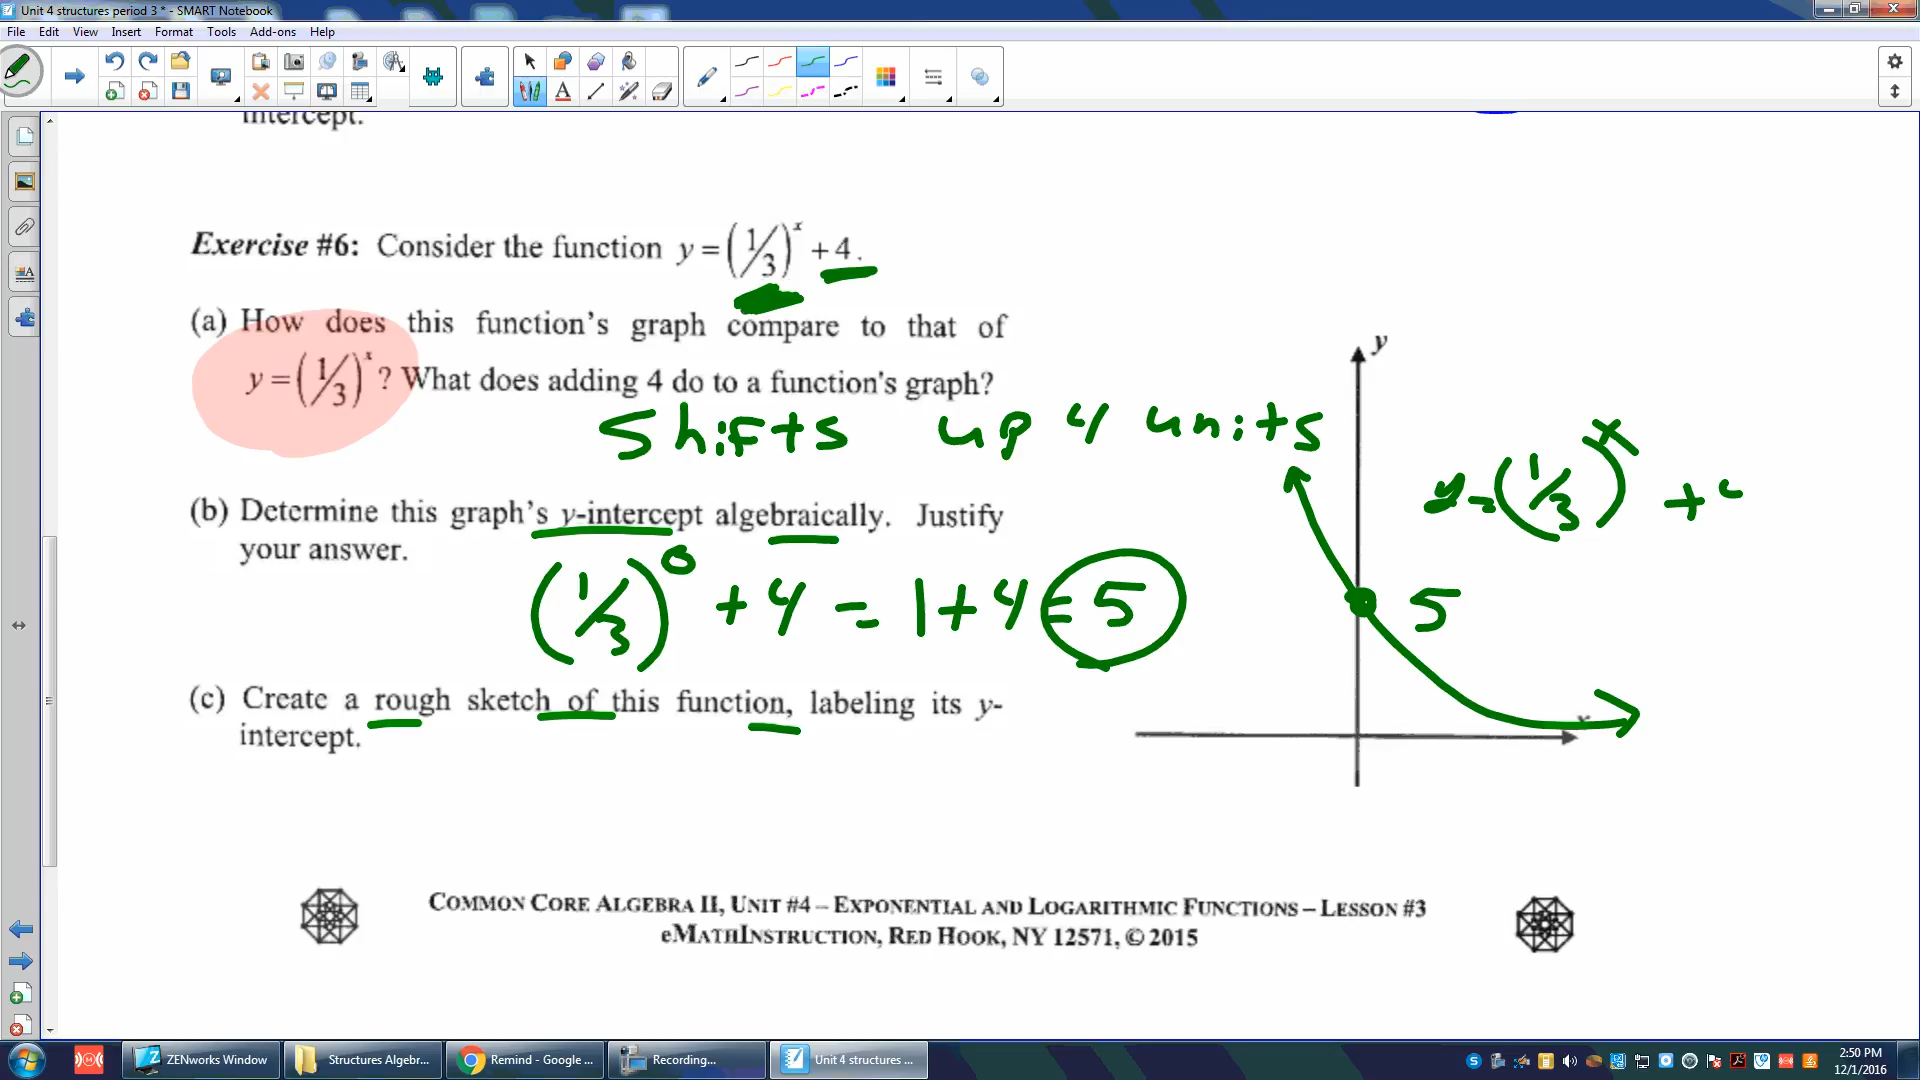 Unit 4 structures period 3 * - SMART Notebook
File Edit View Insert Format Tools Add-ons Help
intercept.
Exercise #6: Consider the function y = (1/3)^x + 4.
(a) How does this function's graph compare to that of
y = (1/3)^x ? What does adding 4 do to a function's graph?
Shifts up 4 units
y
y = (1/3)^x +
(b) Determine this graph's y-intercept algebraically. Justify
your answer.
(1/3)^0 + 4 = 1 + 4 = 5
5
(c) Create a rough sketch of this function, labeling its y-
intercept.
x
COMMON CORE ALGEBRA II, UNIT #4 – EXPONENTIAL AND LOGARITHMIC FUNCTIONS – LESSON #3
eMATHINSTRUCTION, RED HOOK, NY 12571, © 2015
ZENworks Window
Structures Algebr...
Remind - Google ...
Recording...
Unit 4 structures ...
2:50 PM
12/1/2016